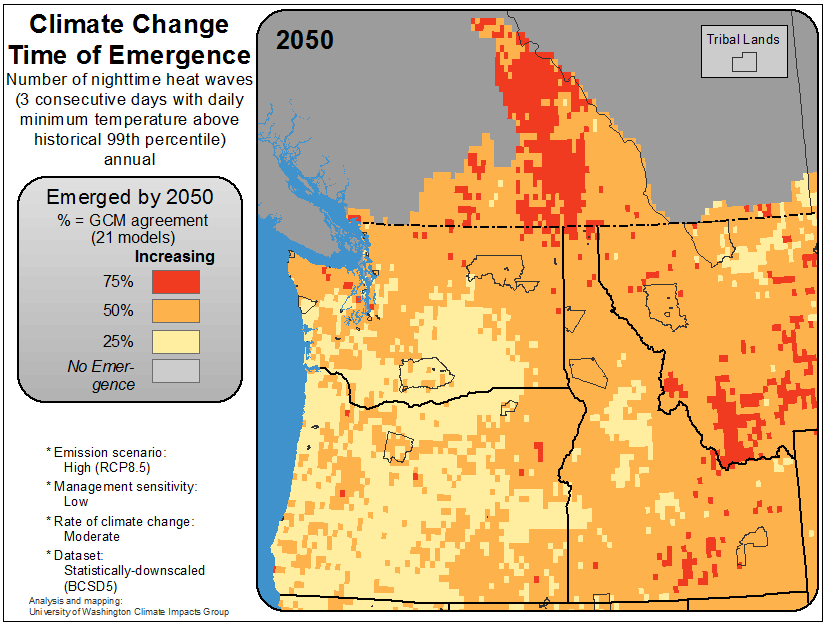 Climate Change
Time of Emergence
Number of nighttime heat waves
(3 consecutive days with daily
minimum temperature above
historical 99th percentile)
annual
Emerged by 2050
% = GCM agreement
(21 models)
Increasing
75%
50%
25%
No Emer-
gence
* Emission scenario:
High (RCP8.5)
* Management sensitivity:
Low
* Rate of climate change:
Moderate
* Dataset:
Statistically-downscaled
(BCSD5)
Analysis and mapping:
University of Washington Climate Impacts Group
2050
Tribal Lands